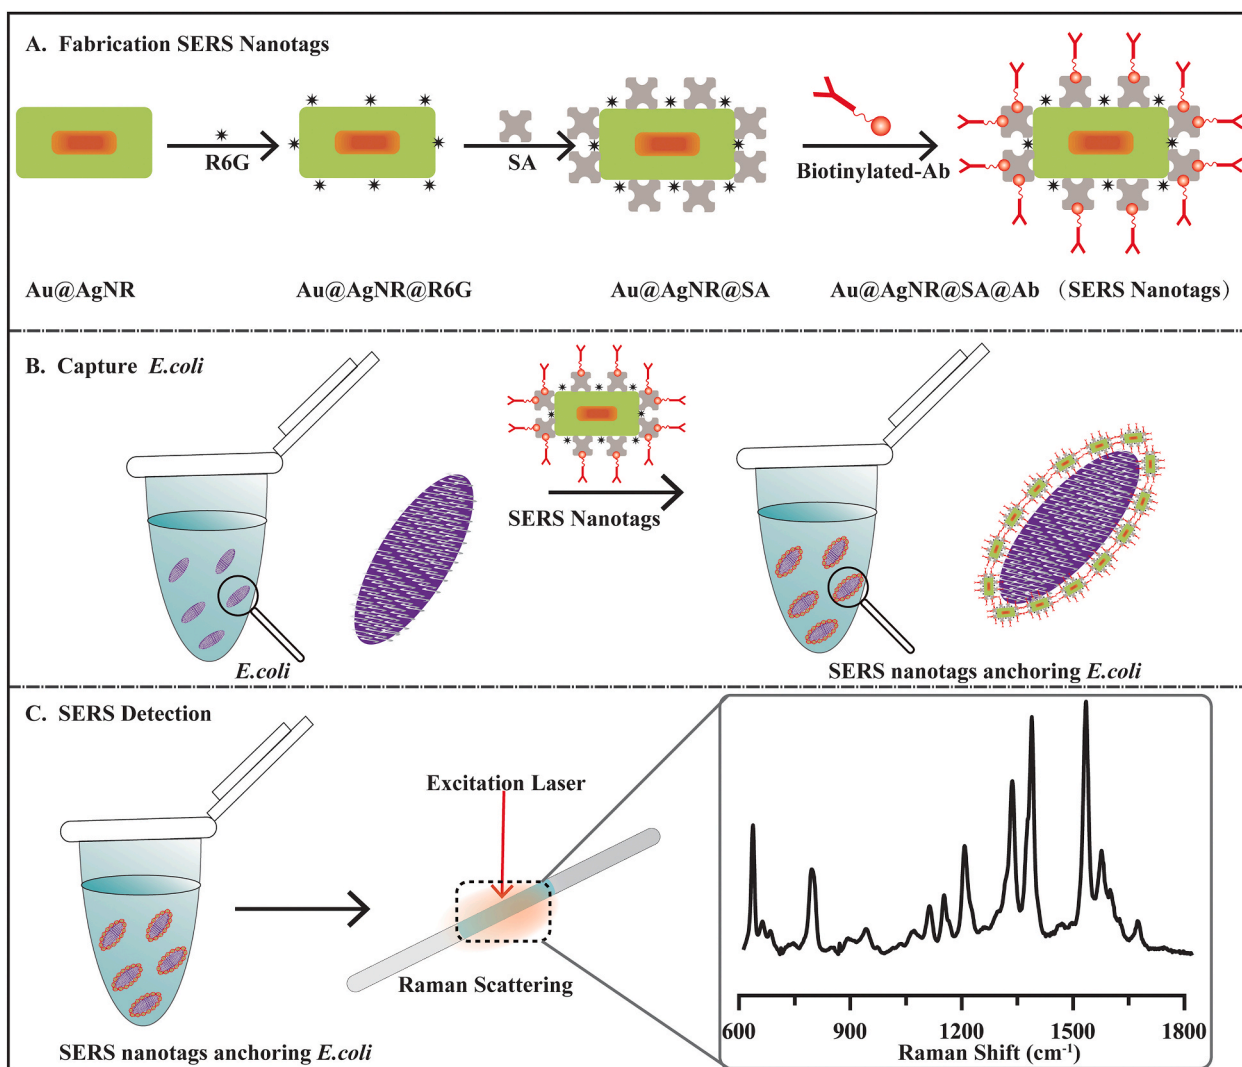 A. Fabrication SERS Nanotags
R6G
SA
Biotinylated-Ab
Au@AgNR
Au@AgNR@R6G
Au@AgNR@SA
Au@AgNR@SA@Ab （SERS Nanotags）
B. Capture E.coli
SERS Nanotags
E.coli
SERS nanotags anchoring E.coli
C. SERS Detection
Excitation Laser
Raman Scattering
SERS nanotags anchoring E.coli
600 900 1200 1500 1800
Raman Shift (cm⁻¹)